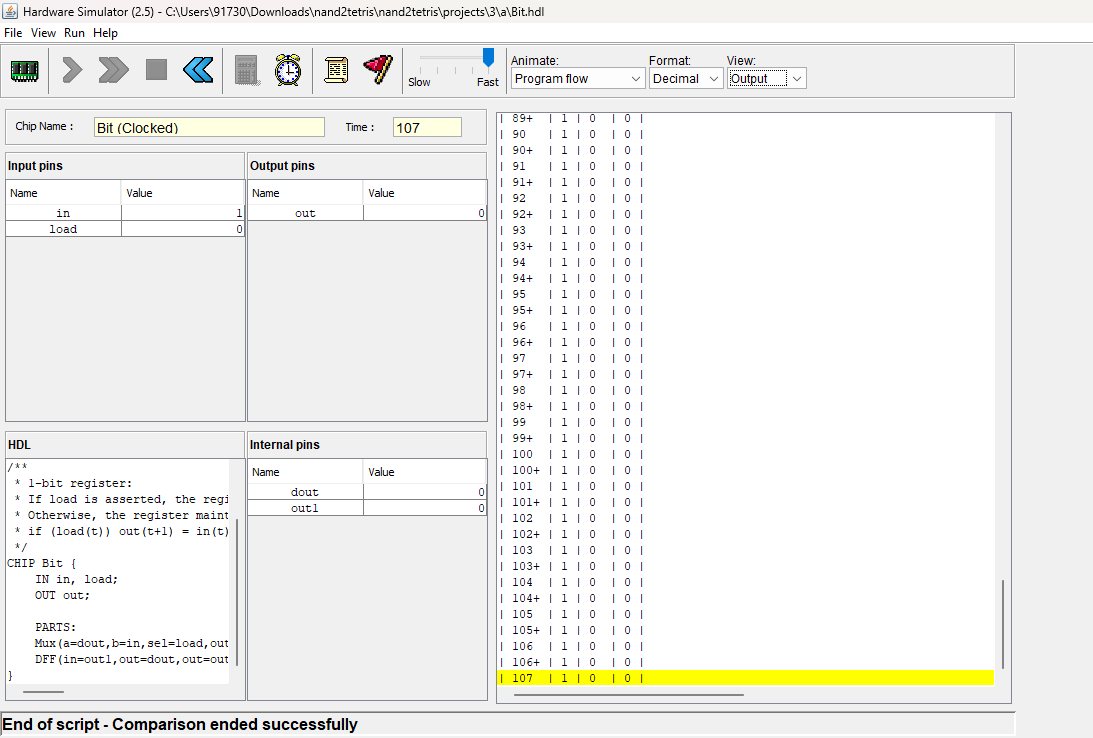 Hardware Simulator (2.5) - C:\Users\91730\Downloads\nand2tetris\nand2tetris\projects\3\a\Bit.hdl
File View Run Help
Slow Fast
Animate: Format: View:
Program flow Decimal Output
Chip Name : Bit (Clocked) Time : 107
Input pins
Name Value
in 1
load 0
Output pins
Name Value
out 0
HDL
/**
* 1-bit register:
* If load is asserted, the regi
* Otherwise, the register maint
* if (load(t)) out(t+1) = in(t)
*/
CHIP Bit {
IN in, load;
OUT out;
PARTS:
Mux(a=dout,b=in,sel=load,out
DFF(in=out1,out=dout,out=out
}
Internal pins
Name Value
dout 0
out1 0
| 89+ | 1 | 0 | 0 |
| 90 | 1 | 0 | 0 |
| 90+ | 1 | 0 | 0 |
| 91 | 1 | 0 | 0 |
| 91+ | 1 | 0 | 0 |
| 92 | 1 | 0 | 0 |
| 92+ | 1 | 0 | 0 |
| 93 | 1 | 0 | 0 |
| 93+ | 1 | 0 | 0 |
| 94 | 1 | 0 | 0 |
| 94+ | 1 | 0 | 0 |
| 95 | 1 | 0 | 0 |
| 95+ | 1 | 0 | 0 |
| 96 | 1 | 0 | 0 |
| 96+ | 1 | 0 | 0 |
| 97 | 1 | 0 | 0 |
| 97+ | 1 | 0 | 0 |
| 98 | 1 | 0 | 0 |
| 98+ | 1 | 0 | 0 |
| 99 | 1 | 0 | 0 |
| 99+ | 1 | 0 | 0 |
| 100 | 1 | 0 | 0 |
| 100+ | 1 | 0 | 0 |
| 101 | 1 | 0 | 0 |
| 101+ | 1 | 0 | 0 |
| 102 | 1 | 0 | 0 |
| 102+ | 1 | 0 | 0 |
| 103 | 1 | 0 | 0 |
| 103+ | 1 | 0 | 0 |
| 104 | 1 | 0 | 0 |
| 104+ | 1 | 0 | 0 |
| 105 | 1 | 0 | 0 |
| 105+ | 1 | 0 | 0 |
| 106 | 1 | 0 | 0 |
| 106+ | 1 | 0 | 0 |
| 107 | 1 | 0 | 0 |
End of script - Comparison ended successfully